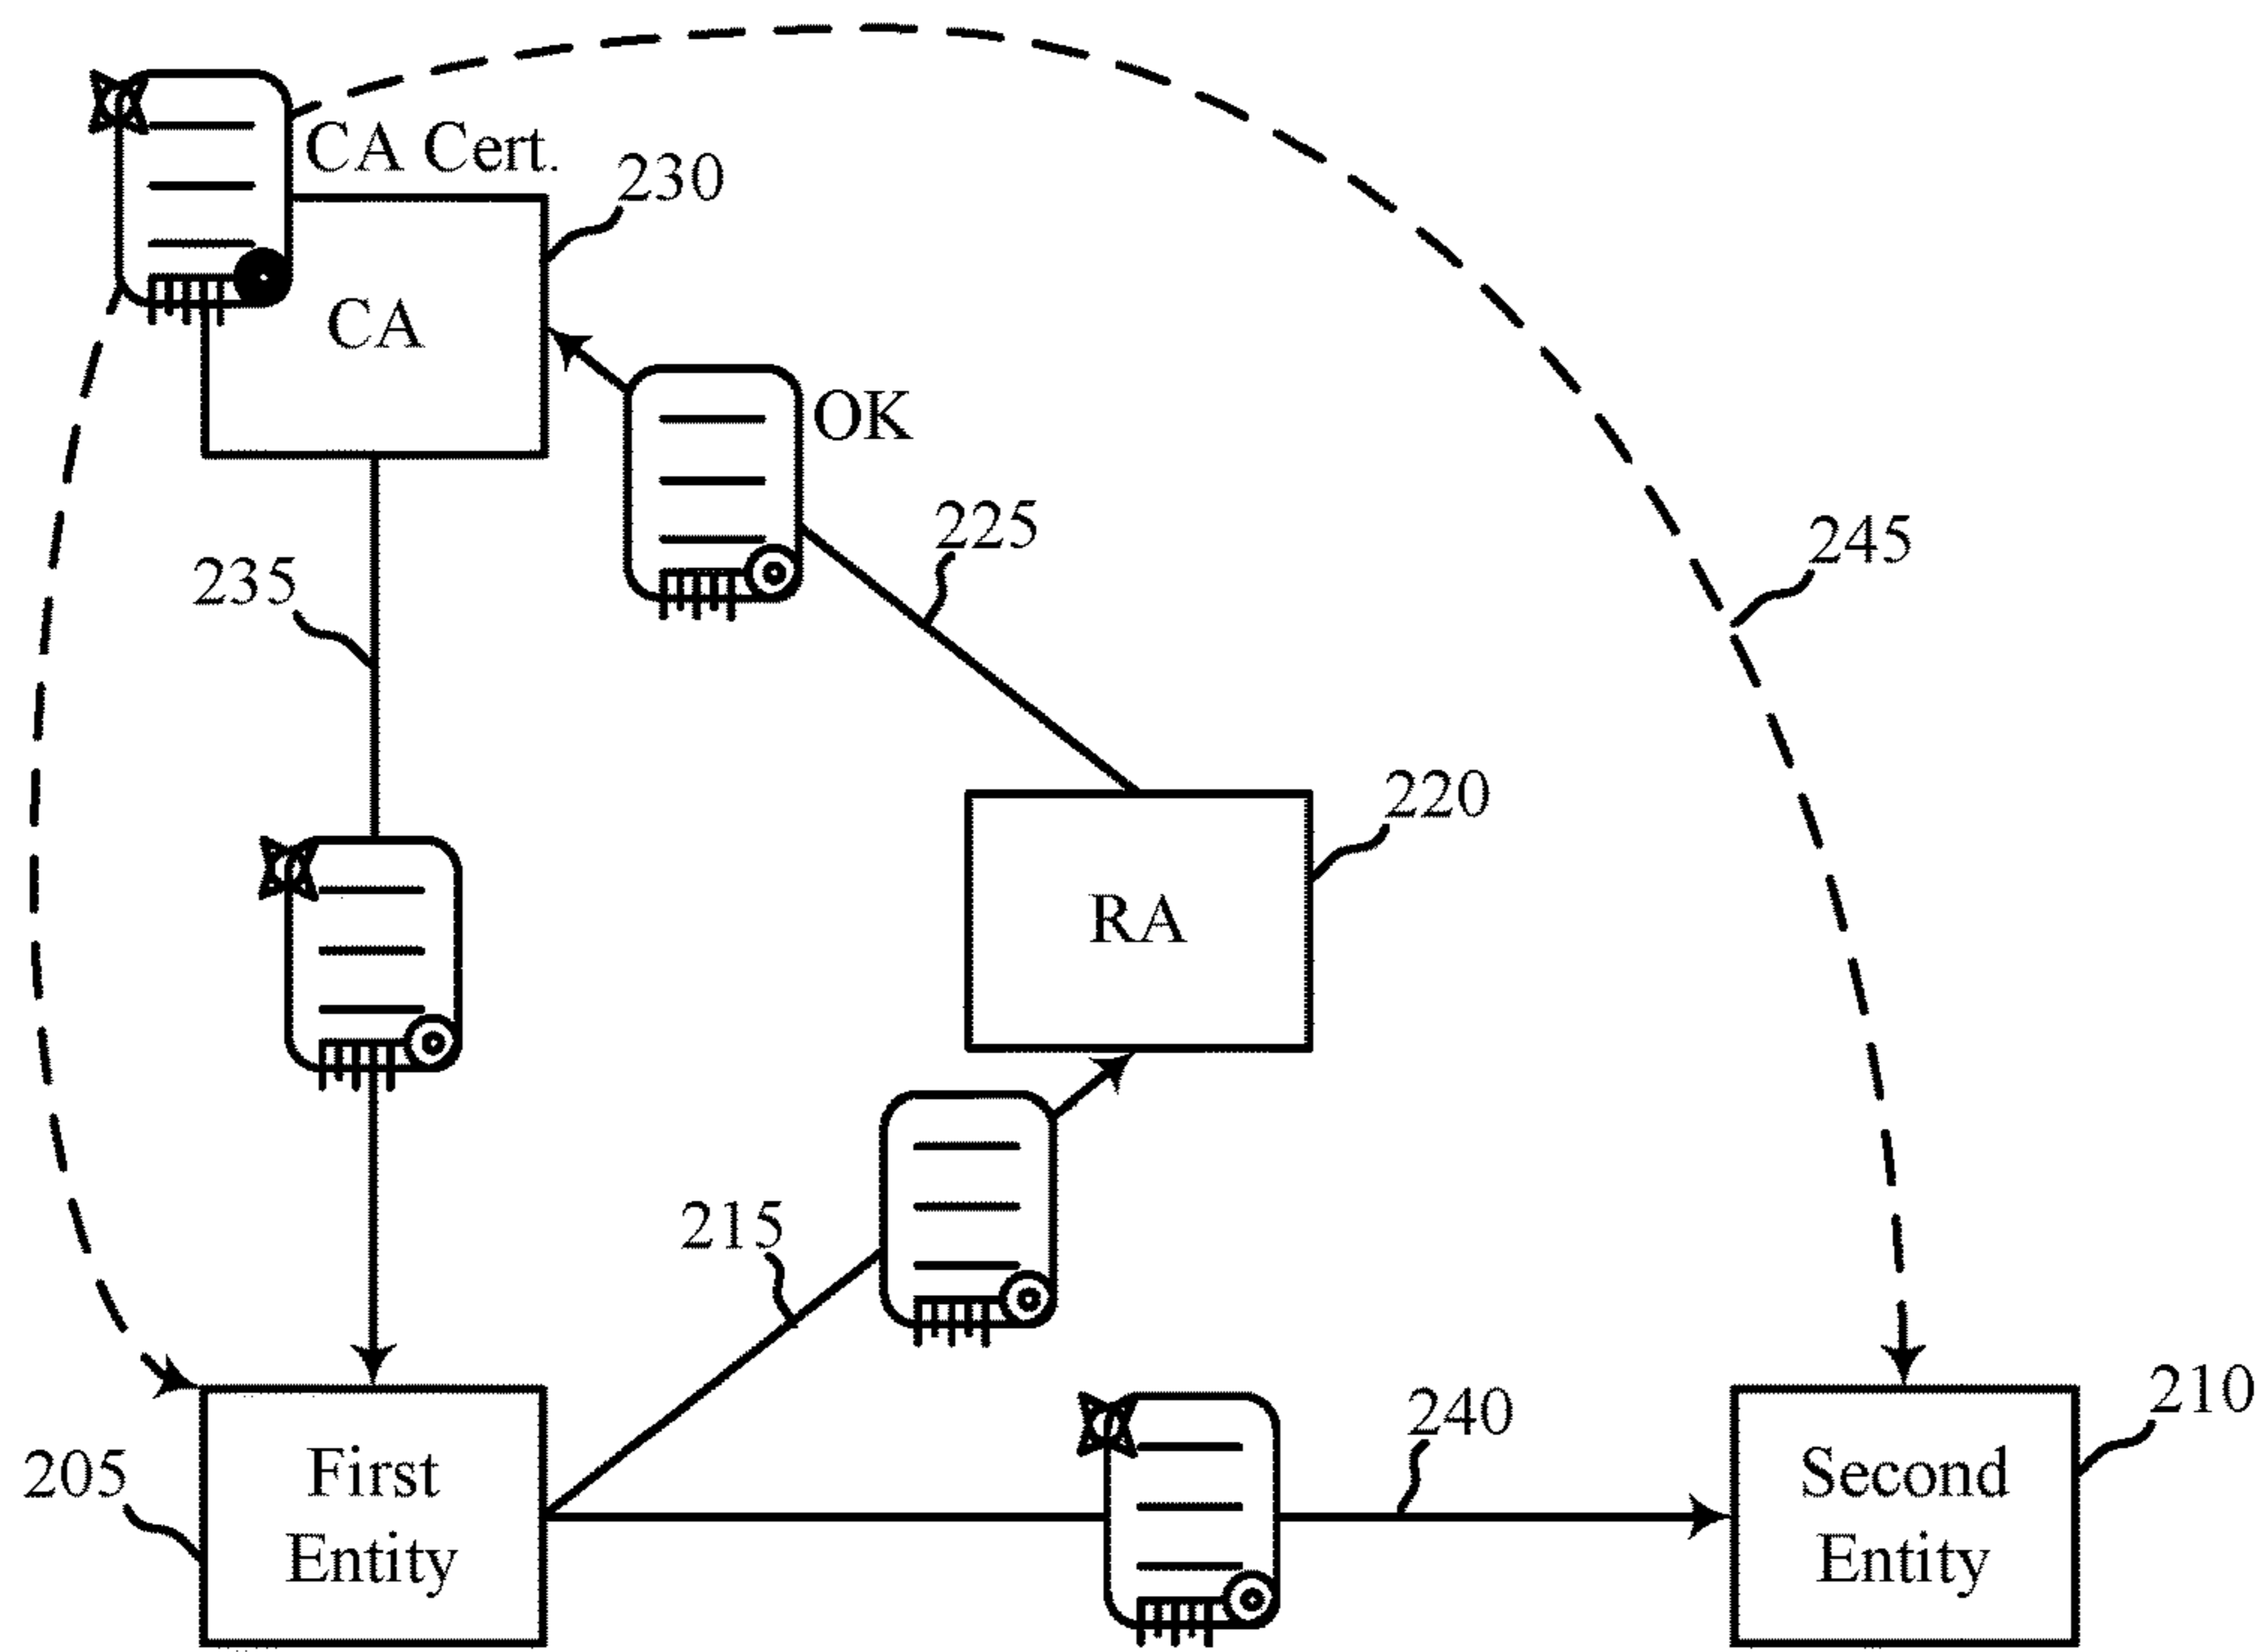 CA Cert.
230
CA
OK
225
245
235
220
RA
215
240
210
205
First
Entity
Second
Entity